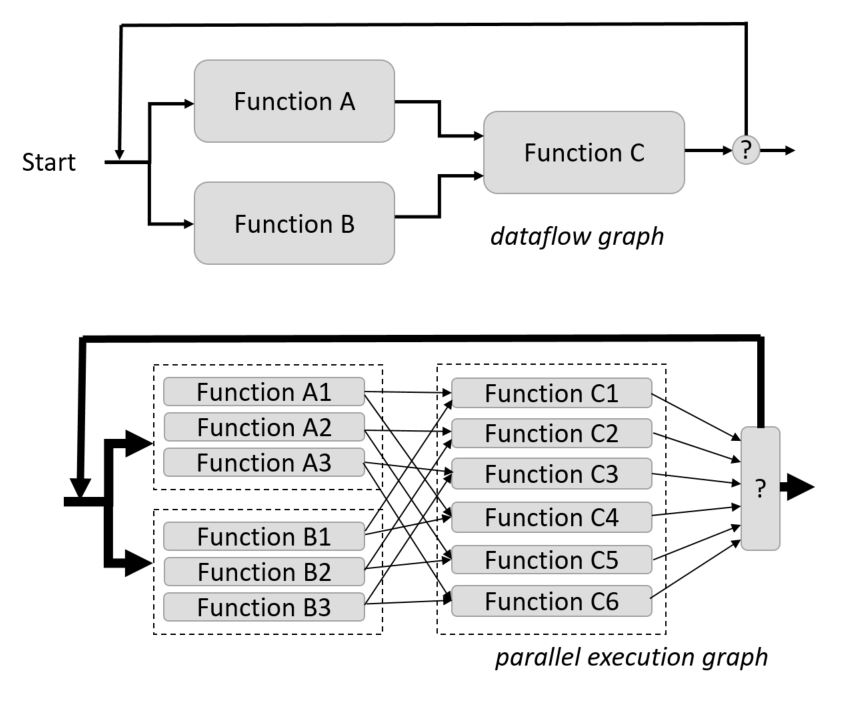 Function A
Start
Function C
?
Function B
dataflow graph
Function A1
Function A2
Function A3
Function B1
Function B2
Function B3
Function C1
Function C2
Function C3
Function C4
Function C5
Function C6
?
parallel execution graph